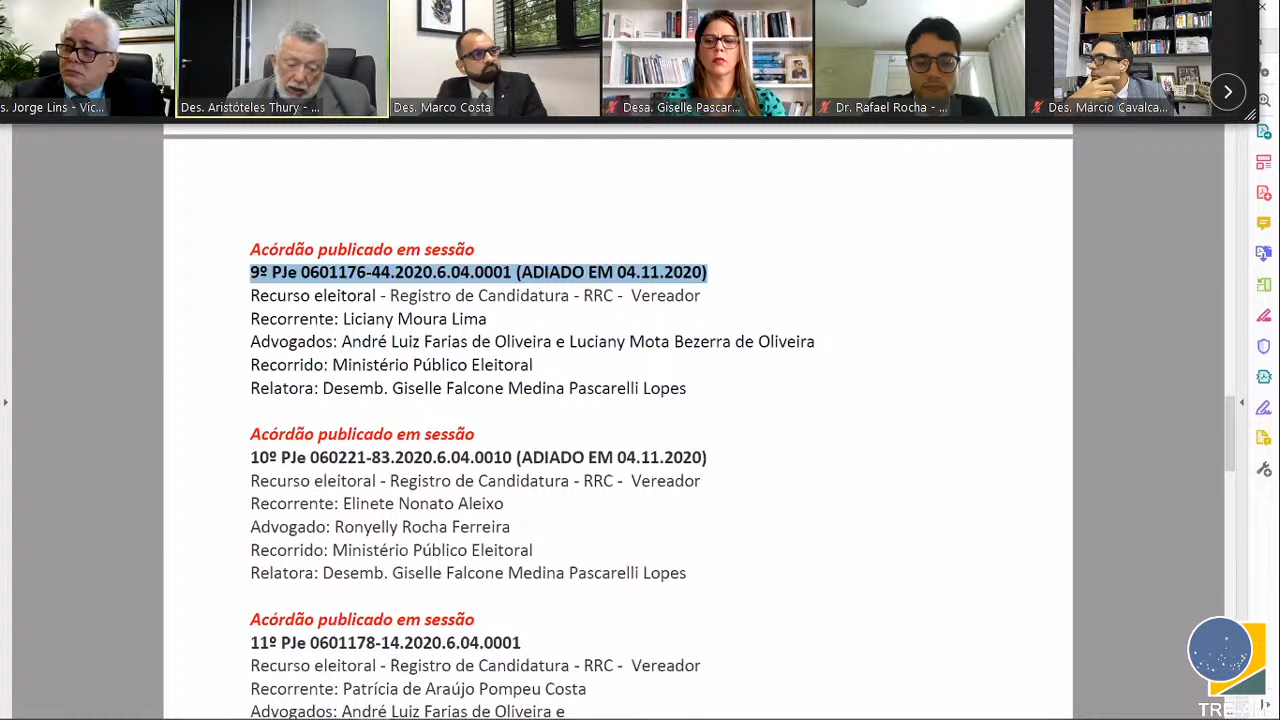 s. Jorge Lins - Víc...
Des. Aristóteles Thury - ...
Des. Marco Costa
Desa. Giselle Pascar...
Dr. Rafael Rocha - ...
Des. Márcio Cavalca...
Acórdão publicado em sessão
9º PJe 0601176-44.2020.6.04.0001 (ADIADO EM 04.11.2020)
Recurso eleitoral - Registro de Candidatura - RRC - Vereador
Recorrente: Liciany Moura Lima
Advogados: André Luiz Farias de Oliveira e Luciany Mota Bezerra de Oliveira
Recorrido: Ministério Público Eleitoral
Relatora: Desemb. Giselle Falcone Medina Pascarelli Lopes
Acórdão publicado em sessão
10º PJe 060221-83.2020.6.04.0010 (ADIADO EM 04.11.2020)
Recurso eleitoral - Registro de Candidatura - RRC - Vereador
Recorrente: Elinete Nonato Aleixo
Advogado: Ronyelly Rocha Ferreira
Recorrido: Ministério Público Eleitoral
Relatora: Desemb. Giselle Falcone Medina Pascarelli Lopes
Acórdão publicado em sessão
11º PJe 0601178-14.2020.6.04.0001
Recurso eleitoral - Registro de Candidatura - RRC - Vereador
Recorrente: Patrícia de Araújo Pompeu Costa
Advogados: André Luiz Farias de Oliveira e